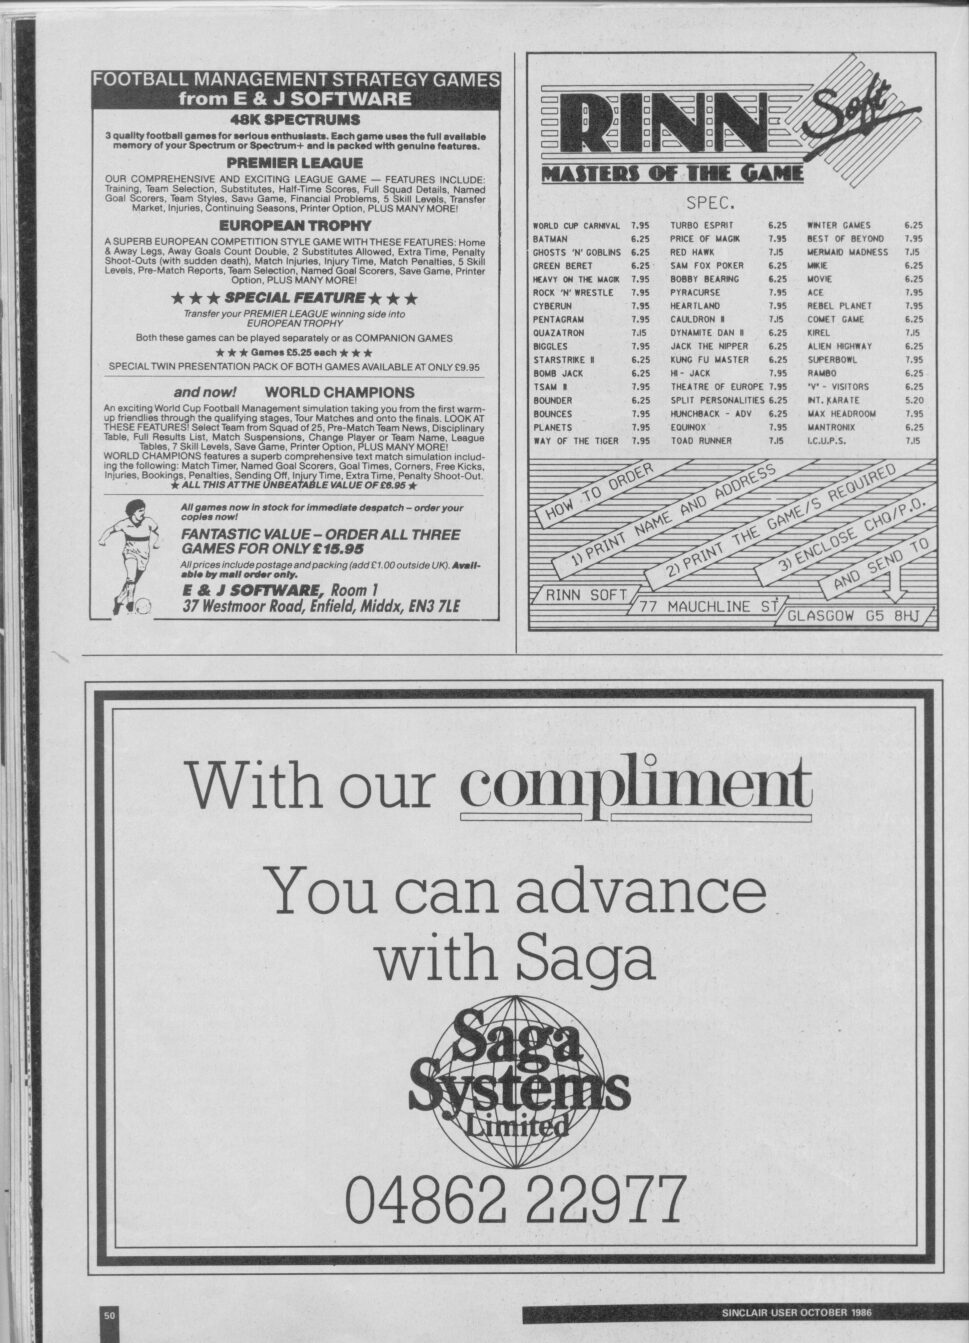 FOOTBALL MANAGEMENT STRATEGY GAMES
from E & J SOFTWARE
48K SPECTRUMS
3 quality football games for serious enthusiasts. Each game uses the full available
memory of your Spectrum or Spectrum+ and is packed with genuine features.
PREMIER LEAGUE
OUR COMPREHENSIVE AND EXCITING LEAGUE GAME — FEATURES INCLUDE:
Training, Team Selection, Substitutes, Half-Time Scores, Full Squad Details, Named
Goal Scorers, Team Styles, Save Game, Financial Problems, 5 Skill Levels, Transfer
Market, Injuries, Continuing Seasons, Printer Option, PLUS MANY MORE!
EUROPEAN TROPHY
A SUPERB EUROPEAN COMPETITION STYLE GAME WITH THESE FEATURES: Home
& Away Legs, Away Goals Count Double, 2 Substitutes Allowed, Extra Time, Penalty
Shoot-Outs (with sudden death), Match Injuries, Injury Time, Match Penalties, 5 Skill
Levels, Pre-Match Reports, Team Selection, Named Goal Scorers, Save Game, Printer
Option, PLUS MANY MORE!
★ ★ ★ SPECIAL FEATURE ★ ★ ★
Transfer your PREMIER LEAGUE winning side into
EUROPEAN TROPHY
Both these games can be played separately or as COMPANION GAMES
★ ★ ★ Games £5.25 each ★ ★ ★
SPECIAL TWIN PRESENTATION PACK OF BOTH GAMES AVAILABLE AT ONLY £9.95
and now! WORLD CHAMPIONS
An exciting World Cup Football Management simulation taking you from the first warm-
up friendlies through the qualifying stages, Tour Matches and onto the finals. LOOK AT
THESE FEATURES! Select Team from Squad of 25, Pre-Match Team News, Disciplinary
Table, Full Results List, Match Suspensions, Change Player or Team Name, League
Tables, 7 Skill Levels, Save Game, Printer Option, PLUS MANY MORE!
WORLD CHAMPIONS features a superb comprehensive text match simulation includ-
ing the following: Match Timer, Named Goal Scorers, Goal Times, Corners, Free Kicks,
Injuries, Bookings, Penalties, Sending Off, Injury Time, Extra Time, Penalty Shoot-Out.
★ ALL THIS AT THE UNBEATABLE VALUE OF £6.95 ★
All games now in stock for immediate despatch – order your
copies now!
FANTASTIC VALUE – ORDER ALL THREE
GAMES FOR ONLY £15.95
All prices include postage and packing (add £1.00 outside UK). Avail-
able by mail order only.
E & J SOFTWARE, Room 1
37 Westmoor Road, Enfield, Middx, EN3 7LE
RINN Soft
MASTERS OF THE GAME
SPEC.
WORLD CUP CARNIVAL 7.95 TURBO ESPRIT 6.25 WINTER GAMES 6.25
BATMAN 6.25 PRICE OF MAGIK 7.95 BEST OF BEYOND 7.95
GHOSTS 'N' GOBLINS 6.25 RED HAWK 7.15 MERMAID MADNESS 7.15
GREEN BERET 6.25 SAM FOX POKER 6.25 MIKIE 6.25
HEAVY ON THE MAGIK 7.95 BOBBY BEARING 6.25 MOVIE 6.25
ROCK 'N' WRESTLE 7.95 PYRACURSE 7.95 ACE 7.95
CYBERUN 7.95 HEARTLAND 7.95 REBEL PLANET 7.95
PENTAGRAM 7.95 CAULDRON II 7.15 COMET GAME 6.25
QUAZATRON 7.15 DYNAMITE DAN II 6.25 KIREL 7.15
BIGGLES 7.95 JACK THE NIPPER 6.25 ALIEN HIGHWAY 6.25
STARSTRIKE II 6.25 KUNG FU MASTER 6.25 SUPERBOWL 7.95
BOMB JACK 6.25 HI - JACK 7.95 RAMBO 6.25
TSAM II 7.95 THEATRE OF EUROPE 7.95 'V' - VISITORS 6.25
BOUNDER 6.25 SPLIT PERSONALITIES 6.25 INT. KARATE 5.20
BOUNCES 7.95 HUNCHBACK - ADV 6.25 MAX HEADROOM 7.95
PLANETS 7.95 EQUINOX 7.95 MANTRONIX 6.25
WAY OF THE TIGER 7.95 TOAD RUNNER 7.15 I.C.U.P.S. 7.15
HOW TO ORDER
1) PRINT NAME AND ADDRESS
2) PRINT THE GAME/S REQUIRED
3) ENCLOSE CHQ/P.O.
AND SEND TO
RINN SOFT
77 MAUCHLINE ST
GLASGOW G5 8HJ
With our compliment
You can advance
with Saga
Saga
Systems
Limited
04862 22977
50
SINCLAIR USER OCTOBER 1986